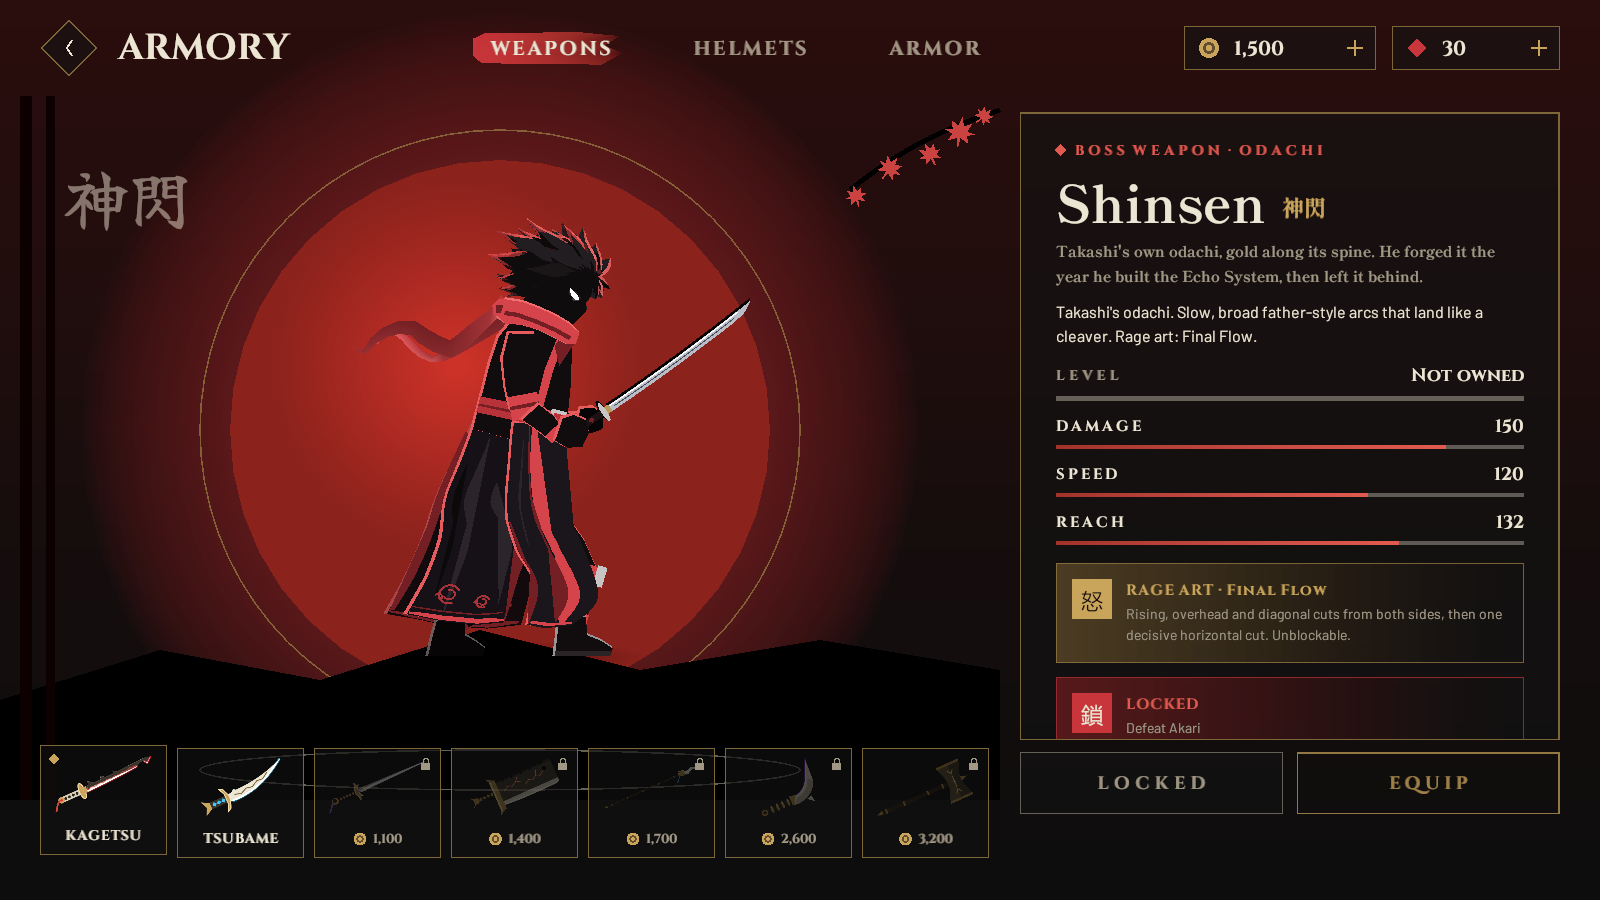 ARMORY
WEAPONS
HELMETS
ARMOR
1,500
30
神閃
BOSS WEAPON · ODACHI
Shinsen 神閃
Takashi's own odachi, gold along its spine. He forged it the
year he built the Echo System, then left it behind.
Takashi's odachi. Slow, broad father-style arcs that land like a
cleaver. Rage art: Final Flow.
LEVEL
NOT OWNED
DAMAGE
150
SPEED
120
REACH
132
怒
RAGE ART · FINAL FLOW
Rising, overhead and diagonal cuts from both sides, then one
decisive horizontal cut. Unblockable.
鎖
LOCKED
Defeat Akari
KAGETSU
TSUBAME
1,100
1,400
1,700
2,600
3,200
LOCKED
EQUIP